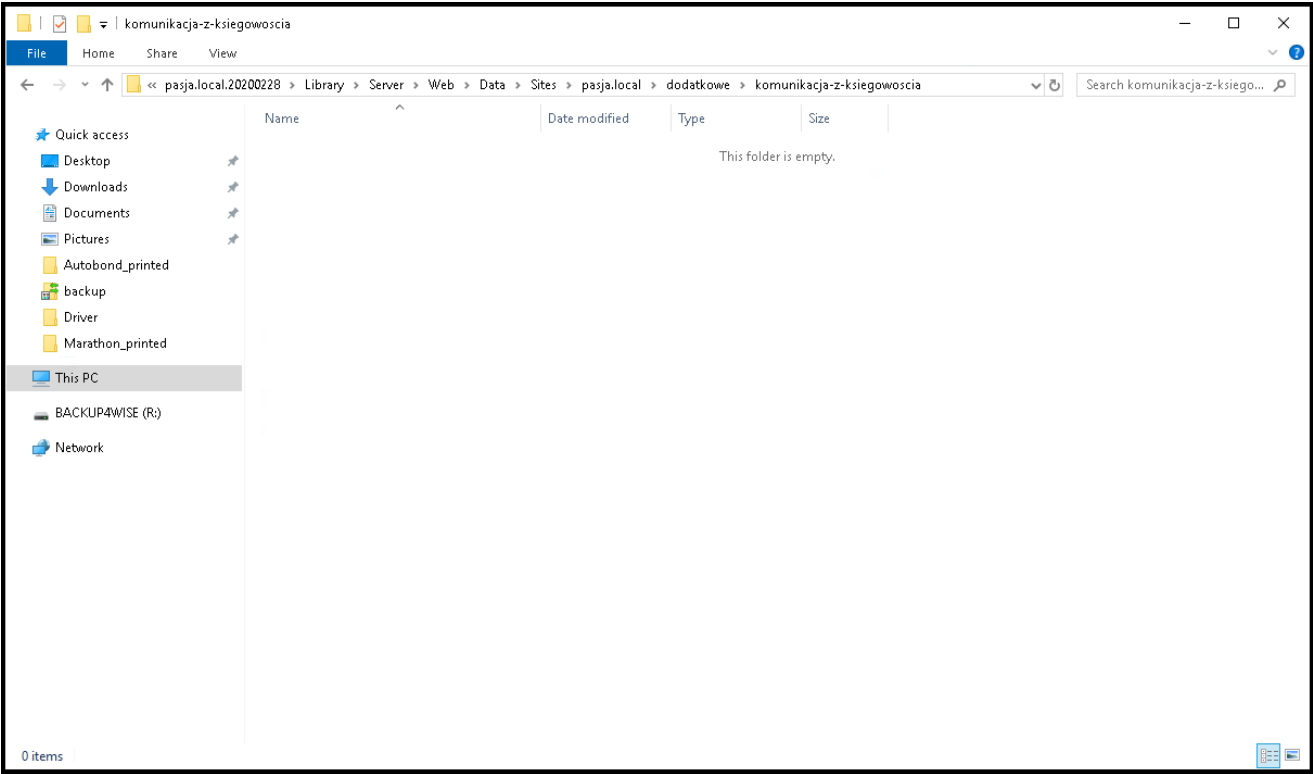 komunikacja-z-ksiegowoscia
File Home Share View
« pasja.local.20200228 › Library › Server › Web › Data › Sites › pasja.local › dodatkowe › komunikacja-z-ksiegowoscia
Search komunikacja-z-ksiego...
Name Date modified Type Size
This folder is empty.
Quick access
Desktop
Downloads
Documents
Pictures
Autobond_printed
backup
Driver
Marathon_printed
This PC
BACKUP4WISE (R:)
Network
0 items